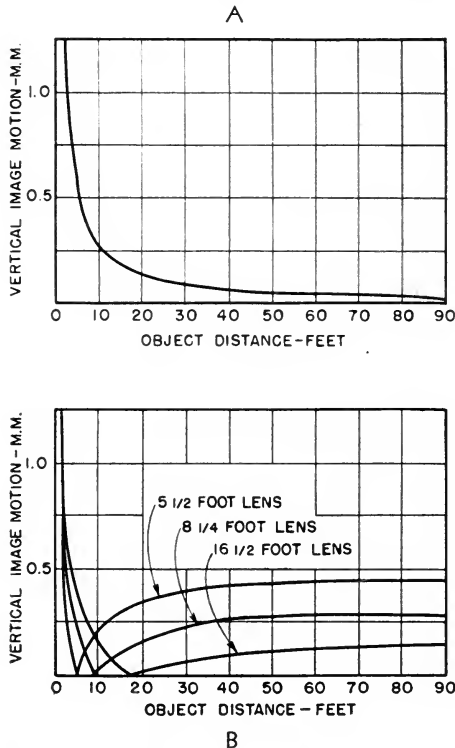 A
VERTICAL IMAGE MOTION-M.M.
1.0
0.5
0 10 20 30 40 50 60 70 80 90
OBJECT DISTANCE-FEET
VERTICAL IMAGE MOTION-M.M.
1.0
0.5
5 1/2 FOOT LENS
8 1/4 FOOT LENS
16 1/2 FOOT LENS
0 10 20 30 40 50 60 70 80 90
OBJECT DISTANCE-FEET
B